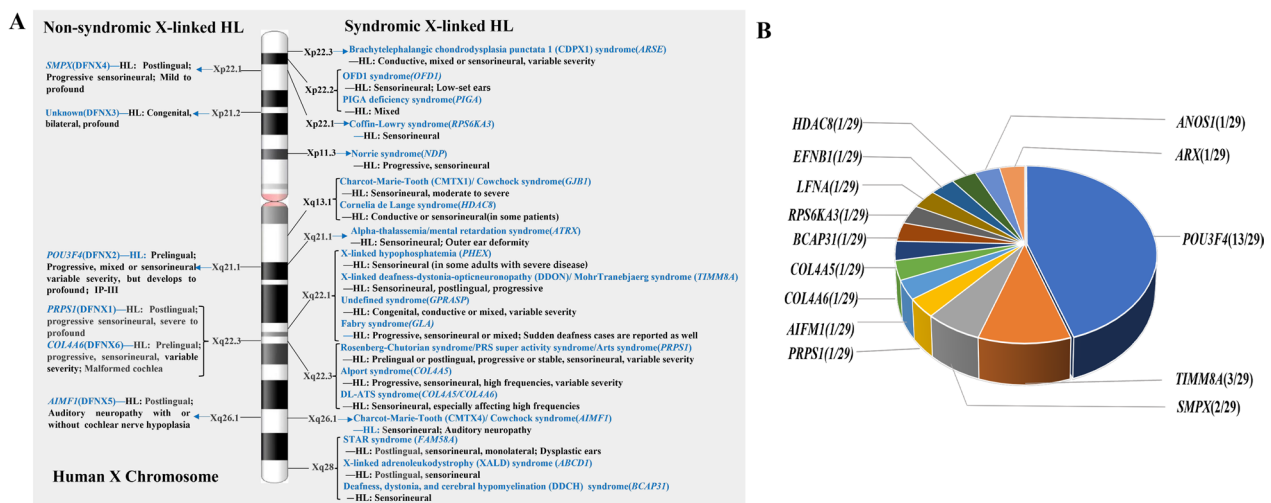 A
Non-syndromic X-linked HL
Syndromic X-linked HL
SMPX(DFNX4)—HL: Postlingual;
Progressive sensorineural; Mild to
profound
Xp22.1
Unknown(DFNX3)—HL: Congenital,
bilateral, profound
Xp21.2
POU3F4(DFNX2)—HL: Prelingual;
Progressive, mixed or sensorineural
variable severity, but develops to
profound; IP-III
Xq21.1
PRPS1(DFNX1)—HL: Postlingual;
progressive sensorineural, severe to
profound
COL4A6(DFNX6)—HL: Prelingual;
progressive, sensorineural, variable
severity; Malformed cochlea
Xq22.3
AIMF1(DFNX5)—HL: Postlingual;
Auditory neuropathy with or
without cochlear nerve hypoplasia
Xq26.1
Human X Chromosome
Xp22.3
Brachytelephalangic chondrodysplasia punctata 1 (CDPX1) syndrome(ARSE)
—HL: Conductive, mixed or sensorineural, variable severity
Xp22.2
OFD1 syndrome(OFD1)
—HL: Sensorineural; Low-set ears
PIGA deficiency syndrome(PIGA)
—HL: Mixed
Xp22.1
Coffin-Lowry syndrome(RPS6KA3)
—HL: Sensorineural
Xp11.3
Norrie syndrome(NDP)
—HL: Progressive, sensorineural
Xq13.1
Charcot-Marie-Tooth (CMTX1)/ Cowchock syndrome(GJB1)
—HL: Sensorineural, moderate to severe
Cornelia de Lange syndrome(HDAC8)
—HL: Conductive or sensorineural(in some patients)
Xq21.1
Alpha-thalassemia/mental retardation syndrome(ATRX)
—HL: Sensorineural; Outer ear deformity
Xq22.1
X-linked hypophosphatemia (PHEX)
—HL: Sensorineural (in some adults with severe disease)
X-linked deafness-dystonia-opticneuronopathy (DDON)/ MohrTranebjaerg syndrome (TIMM8A)
—HL: Sensorineural, postlingual, progressive
Undefined syndrome(GPRASP)
—HL: Congenital, conductive or mixed, variable severity
Fabry syndrome(GLA)
—HL: Progressive, sensorineural or mixed; Sudden deafness cases are reported as well
Xq22.3
Rosenberg-Chutorian syndrome/PRS super activity syndrome/Arts syndrome(PRPS1)
—HL: Prelingual or postlingual, progressive or stable, sensorineural, variable severity
Alport syndrome(COL4A5)
—HL: Progressive, sensorineural, high frequencies, variable severity
DL-ATS syndrome(COL4A5/COL4A6)
—HL: Sensorineural, especially affecting high frequencies
Xq26.1
Charcot-Marie-Tooth (CMTX4)/ Cowchock syndrome(AIMF1)
—HL: Sensorineural; Auditory neuropathy
Xq28
STAR syndrome (FAM58A)
—HL: Postlingual, sensorineural, monolateral; Dysplastic ears
X-linked adrenoleukodystrophy (XALD) syndrome (ABCD1)
—HL: Postlingual, sensorineural
Deafness, dystonia, and cerebral hypomyelination (DDCH) syndrome(BCAP31)
—HL: Sensorineural
B
HDAC8(1/29)
EFNB1(1/29)
LFNA(1/29)
RPS6KA3(1/29)
BCAP31(1/29)
COL4A5(1/29)
COL4A6(1/29)
AIFM1(1/29)
PRPS1(1/29)
ANOS1(1/29)
ARX(1/29)
POU3F4(13/29)
TIMM8A(3/29)
SMPX(2/29)